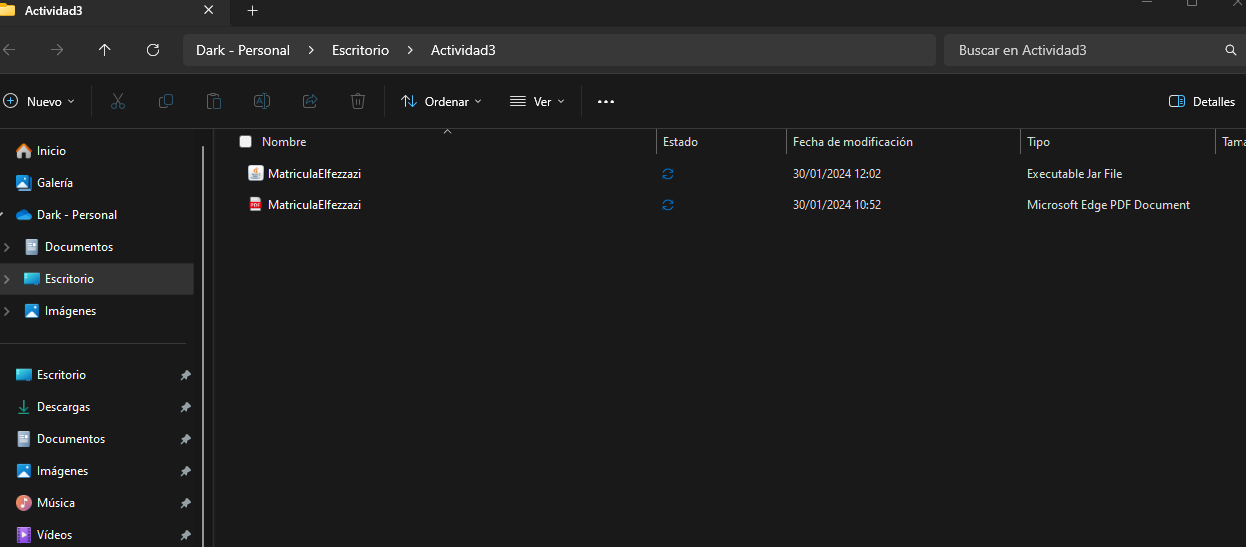 Actividad3
Dark - Personal > Escritorio > Actividad3
Buscar en Actividad3
Nuevo
Ordenar
Ver
Detalles
Inicio
Galería
Dark - Personal
Documentos
Escritorio
Imágenes
Escritorio
Descargas
Documentos
Imágenes
Música
Vídeos
Nombre Estado Fecha de modificación Tipo Tama
MatriculaElfezzazi 30/01/2024 12:02 Executable Jar File
PDF MatriculaElfezzazi 30/01/2024 10:52 Microsoft Edge PDF Document